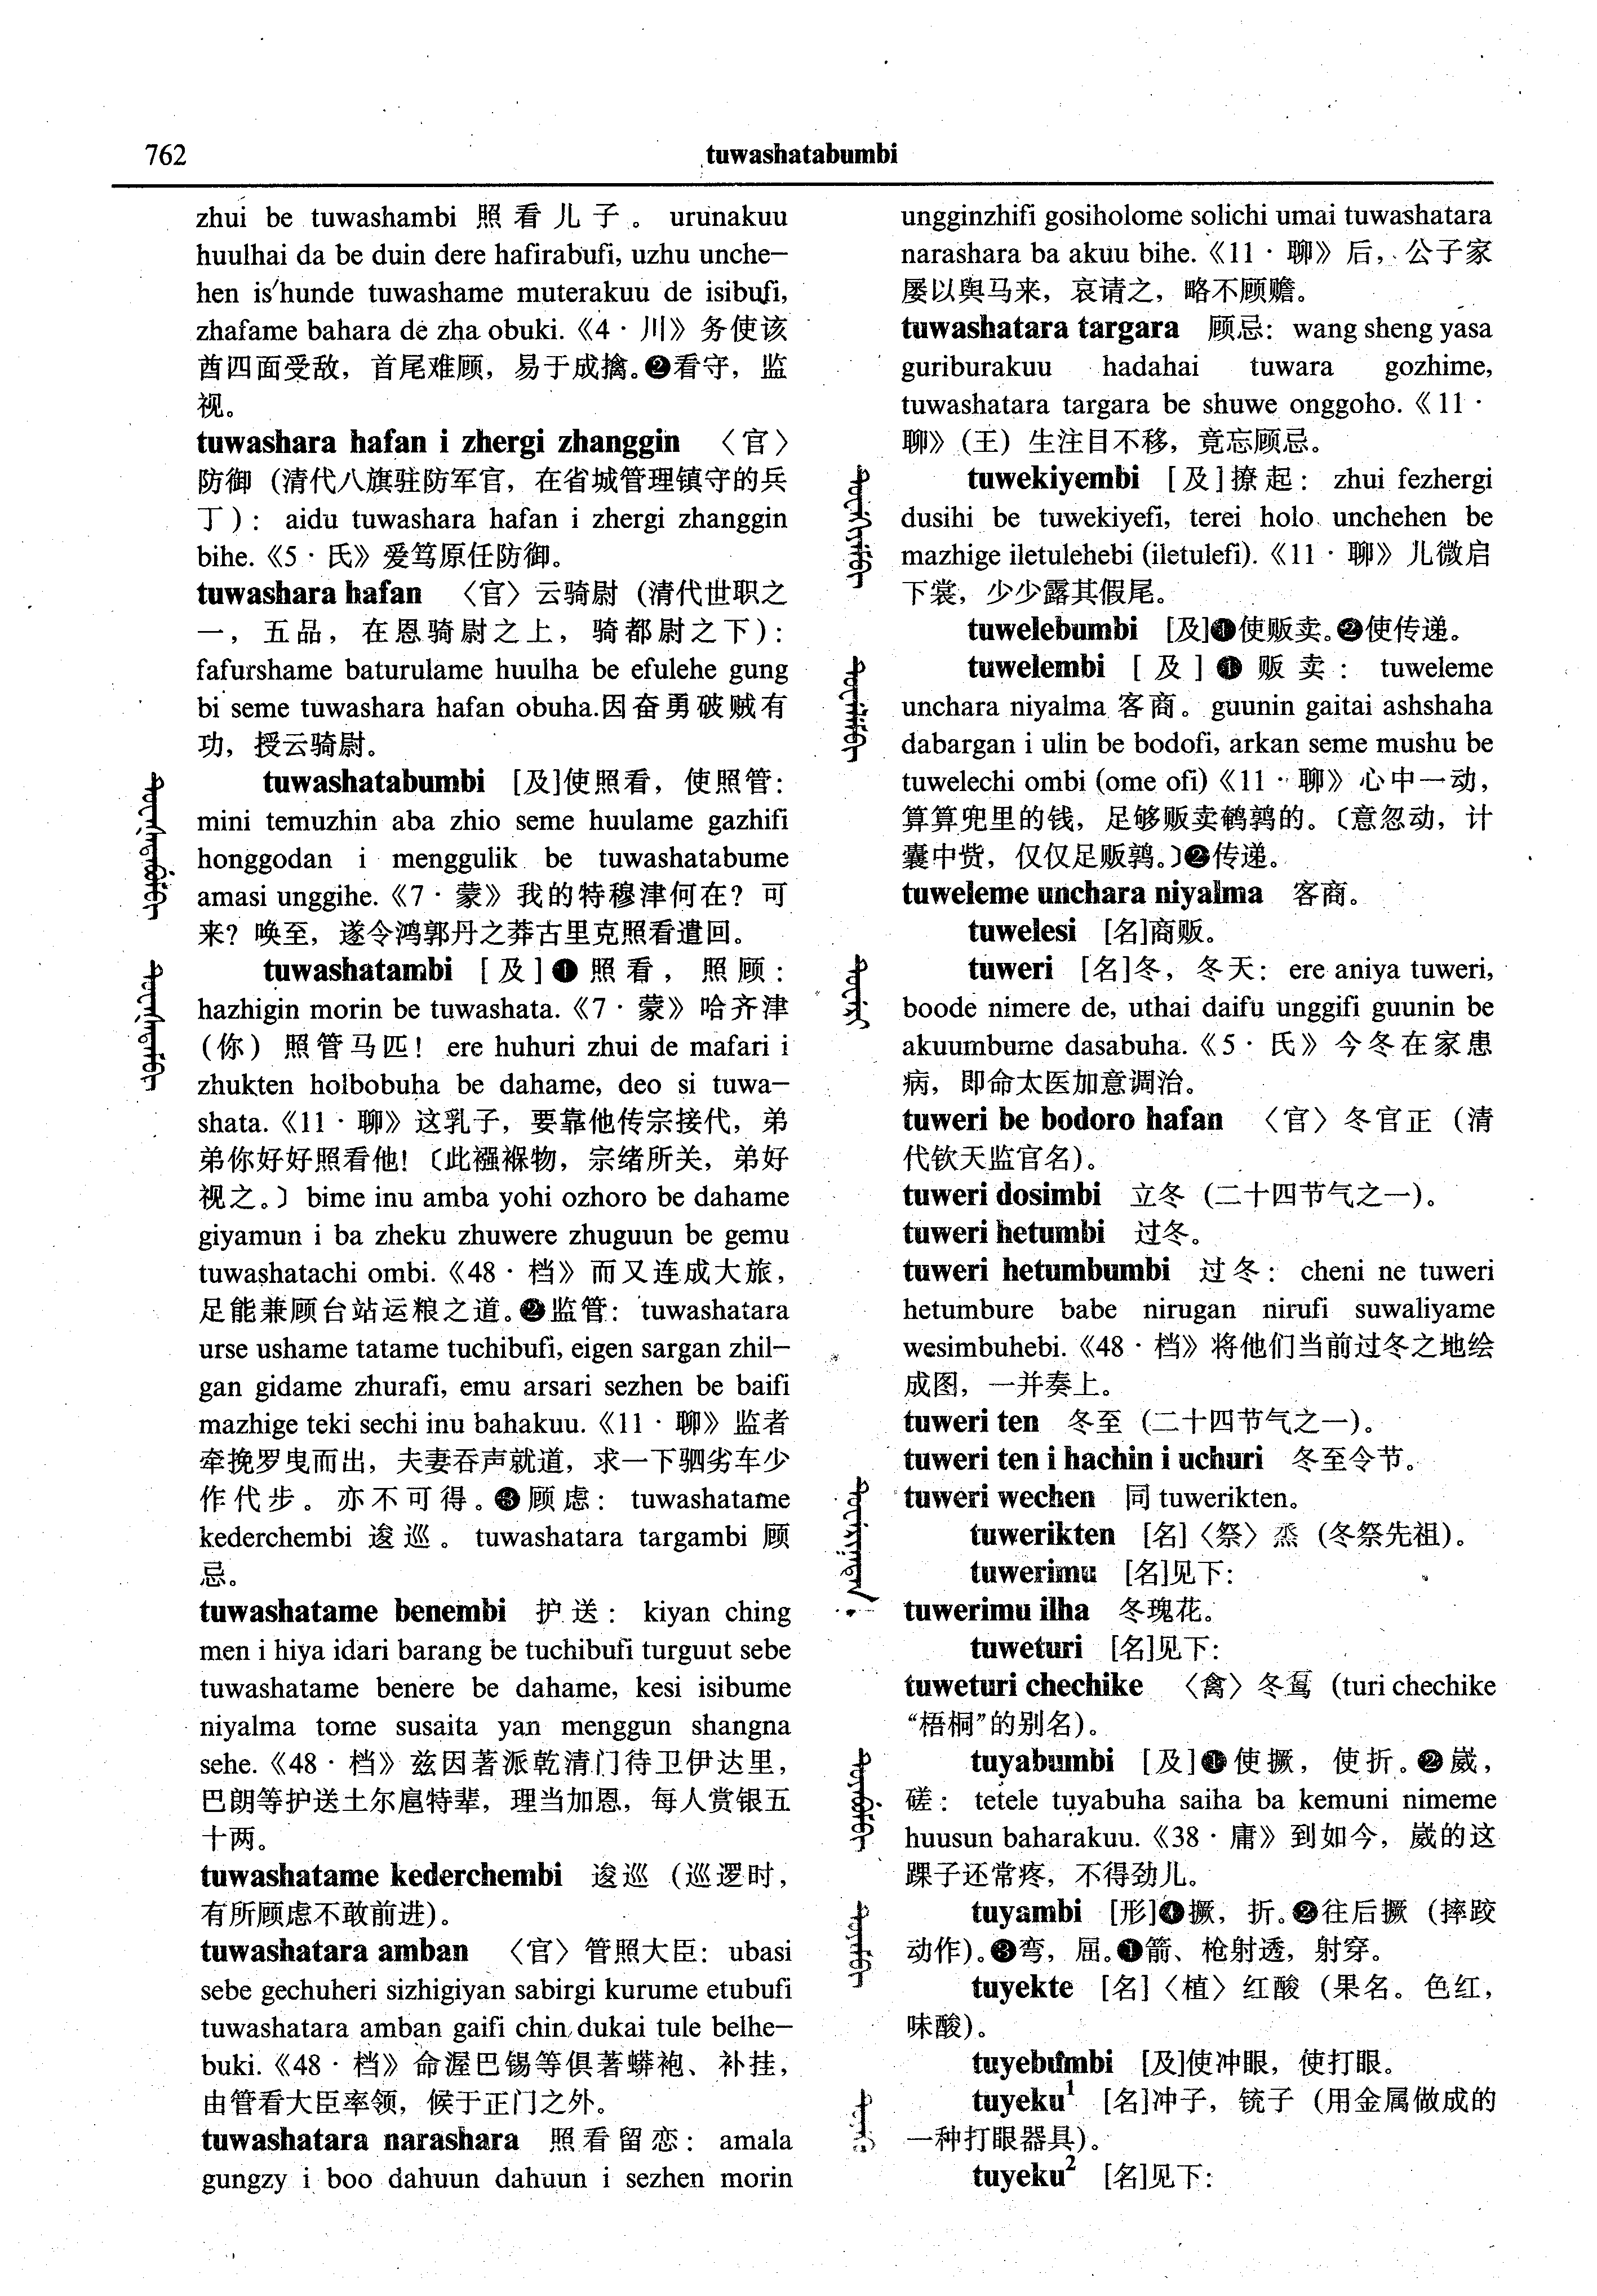 762
tuwashatabumbi
zhui be tuwashambi 照看儿子。 urunakuu
huulhai da be duin dere hafirabufi, uzhu unche–
hen is'hunde tuwashame muterakuu de isibufi,
zhafame bahara de zha obuki.《4·川》务使该
酋四面受敌，首尾难顾，易于成擒。❷看守，监
视。
tuwashara hafan i zhergi zhanggin 〈官〉
防御（清代八旗驻防军官，在省城管理镇守的兵
丁）： aidu tuwashara hafan i zhergi zhanggin
bihe.《5·氏》爱笃原任防御。
tuwashara hafan 〈官〉云骑尉（清代世职之
一，五品，在恩骑尉之上，骑都尉之下）：
fafurshame baturulame huulha be efulehe gung
bi seme tuwashara hafan obuha.因奋勇破贼有
功，授云骑尉。
tuwashatabumbi [及]使照看，使照管：
mini temuzhin aba zhio seme huulame gazhifi
honggodan i menggulik be tuwashatabume
amasi unggihe.《7·蒙》我的特穆津何在？可
来？唤至，遂令鸿郭丹之莽古里克照看遣回。
tuwashatambi [及]❶照看，照顾：
hazhigin morin be tuwashata.《7·蒙》哈齐津
（你）照管马匹！ ere huhuri zhui de mafari i
zhukten holbobuha be dahame, deo si tuwa–
shata.《11·聊》这乳子，要靠他传宗接代，弟
弟你好好照看他!〔此襁褓物，宗绪所关，弟好
视之。〕bime inu amba yohi ozhoro be dahame
giyamun i ba zheku zhuwere zhuguun be gemu
tuwashatachi ombi.《48·档》而又连成大旅，
足能兼顾台站运粮之道。❷监管： tuwashatara
urse ushame tatame tuchibufi, eigen sargan zhil–
gan gidame zhurafi, emu arsari sezhen be baifi
mazhige teki sechi inu bahakuu.《11·聊》监者
牵挽罗曳而出，夫妻吞声就道，求一下驷劣车少
作代步。亦不可得。❸顾虑： tuwashatame
kederchembi 逡巡。 tuwashatara targambi 顾
忌。
tuwashatame benembi 护送： kiyan ching
men i hiya idari barang be tuchibufi turguut sebe
tuwashatame benere be dahame, kesi isibume
niyalma tome susaita yan menggun shangna
sehe.《48·档》兹因著派乾清门待卫伊达里，
巴朗等护送土尔扈特辈，理当加恩，每人赏银五
十两。
tuwashatame kederchembi 逡巡（巡逻时，
有所顾虑不敢前进）。
tuwashatara amban 〈官〉管照大臣： ubasi
sebe gechuheri sizhigiyan sabirgi kurume etubufi
tuwashatara amban gaifi chin dukai tule belhe–
buki.《48·档》命渥巴锡等俱著蟒袍、补挂，
由管看大臣率领，候于正门之外。
tuwashatara narashara 照看留恋： amala
gungzy i boo dahuun dahuun i sezhen morin
ungginzhifi gosiholome solichi umai tuwashatara
narashara ba akuu bihe.《11·聊》后，公子家
屡以舆马来，哀请之，略不顾赡。
tuwashatara targara 顾忌： wang sheng yasa
guriburakuu hadahai tuwara gozhime,
tuwashatara targara be shuwe onggoho.《11·
聊》（王）生注目不移，竟忘顾忌。
tuwekiyembi [及]撩起： zhui fezhergi
dusihi be tuwekiyefi, terei holo unchehen be
mazhige iletulehebi (iletulefi).《11·聊》儿微启
下裳，少少露其假尾。
tuwelebumbi [及]❶使贩卖。❷使传递。
tuwelembi [及]❶贩卖： tuweleme
unchara niyalma 客商。 guunin gaitai ashshaha
dabargan i ulin be bodofi, arkan seme mushu be
tuwelechi ombi (ome ofi)《11·聊》心中一动，
算算兜里的钱，足够贩卖鹌鹑的。〔意忽动，计
囊中赀，仅仅足贩鹑。〕❷传递。
tuweleme unchara niyalma 客商。
tuwelesi [名]商贩。
tuweri [名]冬，冬天： ere aniya tuweri,
boode nimere de, uthai daifu unggifi guunin be
akuumbume dasabuha.《5·氏》今冬在家患
病，即命太医加意调治。
tuweri be bodoro hafan 〈官〉冬官正（清
代钦天监官名）。
tuweri dosimbi 立冬（二十四节气之一）。
tuweri hetumbi 过冬。
tuweri hetumbumbi 过冬： cheni ne tuweri
hetumbure babe nirugan nirufi suwaliyame
wesimbuhebi.《48·档》将他们当前过冬之地绘
成图，一并奏上。
tuweri ten 冬至（二十四节气之一）。
tuweri ten i hachin i uchuri 冬至令节。
tuweri wechen 同 tuwerikten。
tuwerikten [名]〈祭〉烝（冬祭先祖）。
tuwerimu [名]见下：
tuwerimu ilha 冬瑰花。
tuweturi [名]见下：
tuweturi chechike 〈禽〉冬鳸（turi chechike
“梧桐”的别名）。
tuyabumbi [及]❶使撅，使折。❷崴，
磋： tetele tuyabuha saiha ba kemuni nimeme
huusun baharakuu.《38·庸》到如今，崴的这
踝子还常疼，不得劲儿。
tuyambi [形]❶撅，折。❷往后撅（摔跤
动作）。❸弯，屈。❶箭、枪射透，射穿。
tuyekte [名]〈植〉红酸（果名。色红，
味酸）。
tuyebumbi [及]使冲眼，使打眼。
tuyeku¹ [名]冲子，铳子（用金属做成的
一种打眼器具）。
tuyeku² [名]见下：